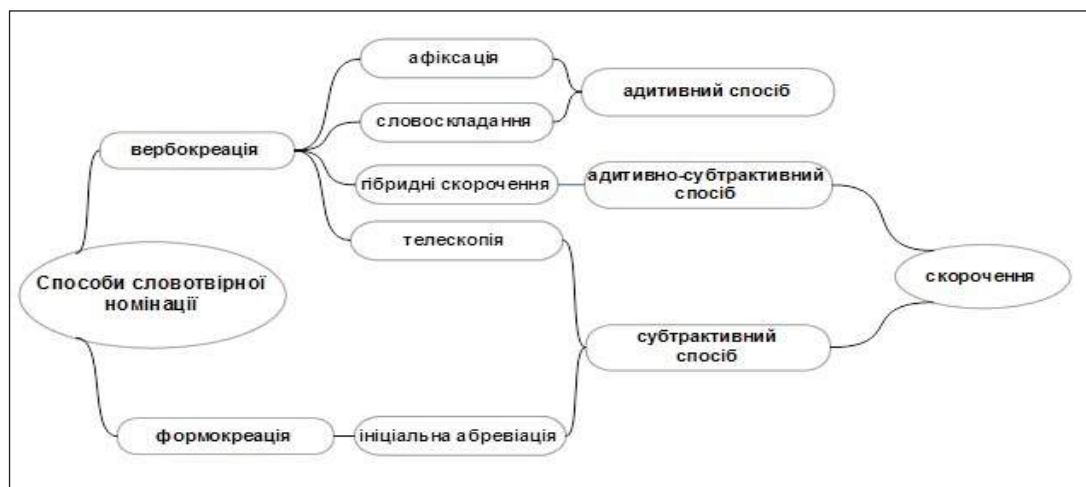 афіксація
адитивний спосіб
словоскладання
вербокреація
гібридні скорочення
адитивно-субтрактивний
спосіб
телескопія
Способи словотвірної
номінації
скорочення
субтрактивний
спосіб
формокреація
ініціальна абревіація